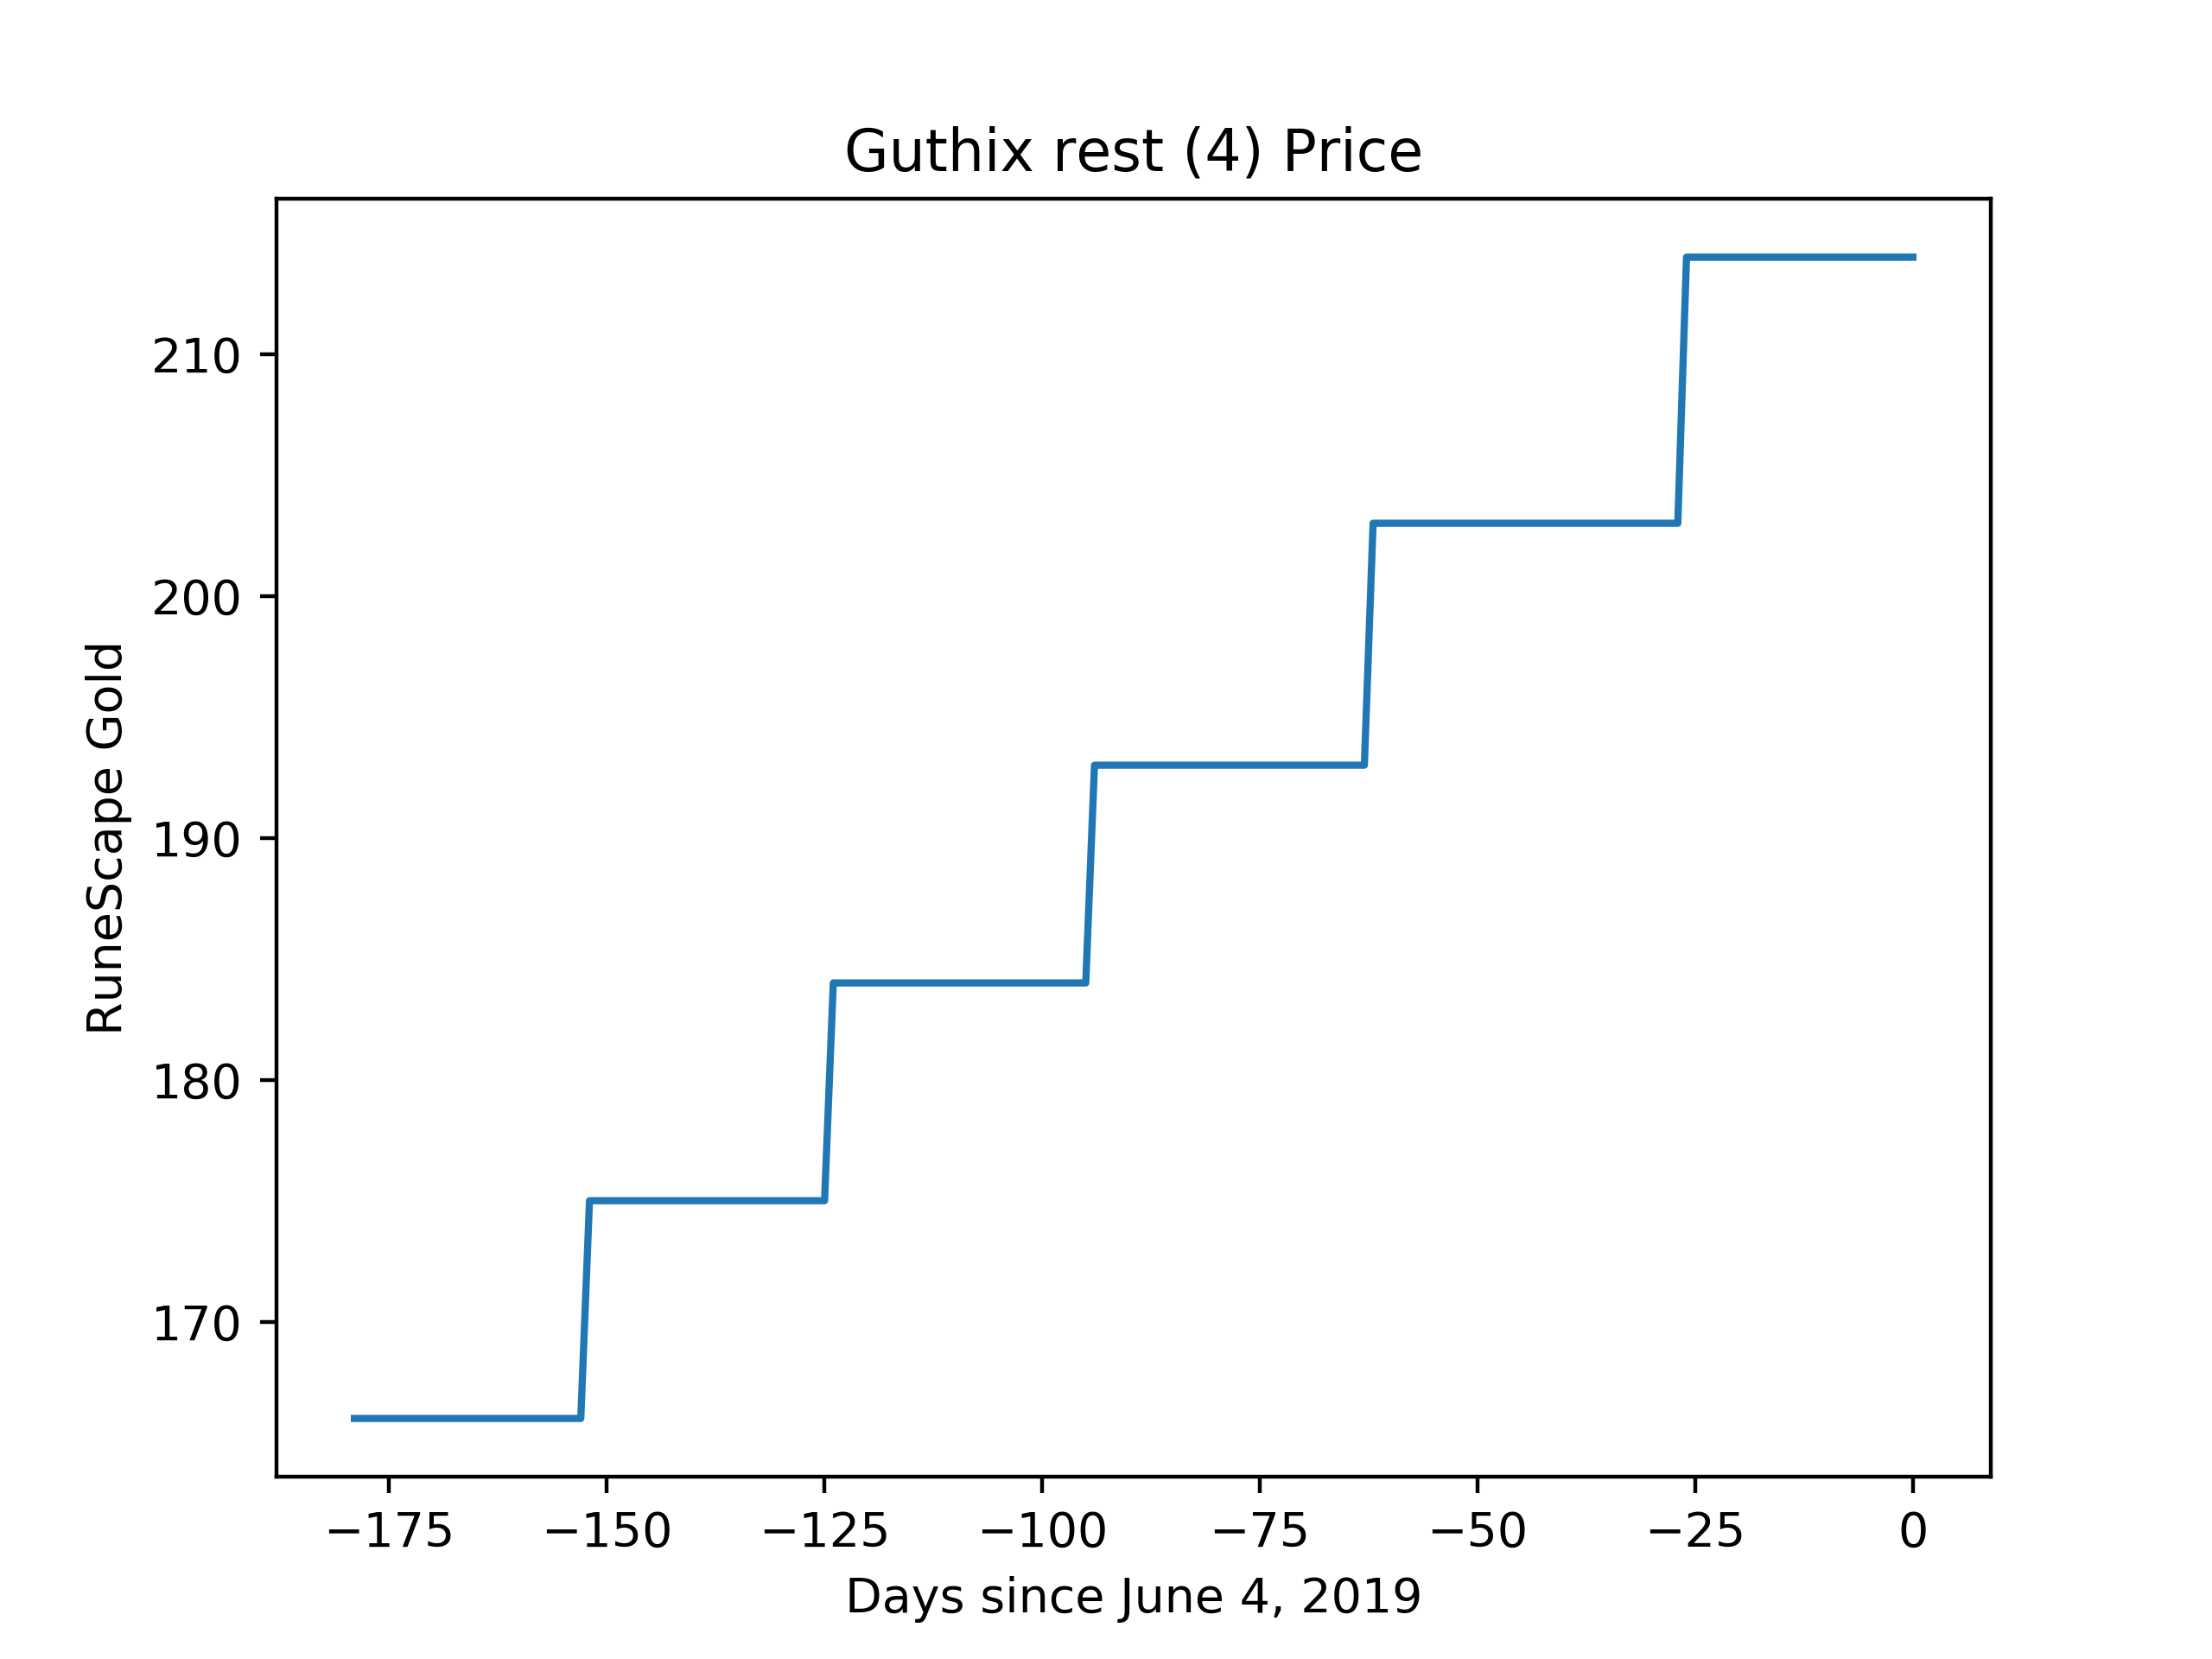 Guthix rest (4) Price
RuneScape Gold
210
200
190
180
170
−175 −150 −125 −100 −75 −50 −25 0
Days since June 4, 2019